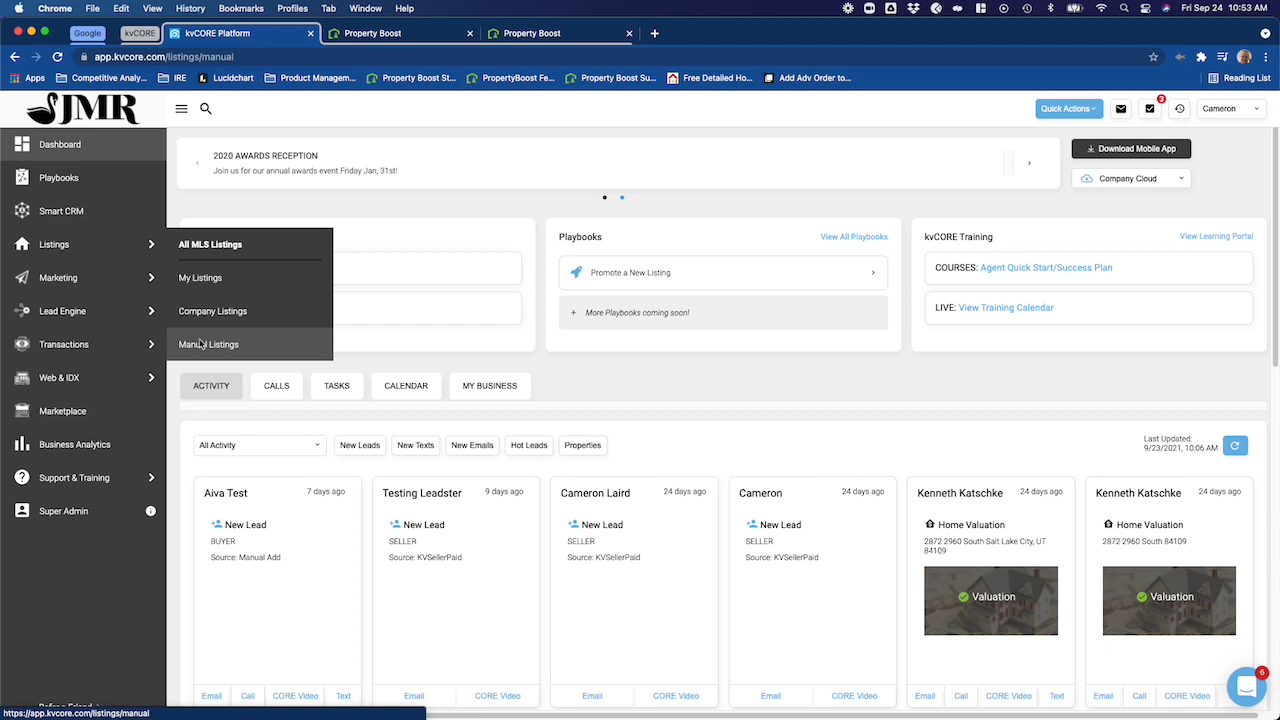 Chrome File Edit View History Bookmarks Profiles Tab Window Help
Fri Sep 24 10:53 AM
Google kvCORE kvCORE Platform Property Boost Property Boost
app.kvcore.com/listings/manual
Apps Competitive Analy... IRE Product Managem... Property Boost St... PropertyBoost S... PropertyBoost Su... Free Detailed Ho... Add Adv Order to... Reading List
JMR
Quick Actions
3
Cameron
Dashboard
Playbooks
Smart CRM
Listings
Marketing
Lead Engine
Transactions
Web & IDX
Marketplace
Business Analytics
Support & Training
Super Admin
All MLS Listings
My Listings
Company Listings
Manual Listings
2020 AWARDS RECEPTION
Join us for our annual awards event Friday Jan, 31st!
Download Mobile App
Company Cloud
Playbooks
View All Playbooks
Promote a New Listing
+ More Playbooks coming soon!
kvCORE Training
View Learning Portal
COURSES: Agent Quick Start/Success Plan
LIVE: View Training Calendar
ACTIVITY CALLS TASKS CALENDAR MY BUSINESS
All Activity New Leads New Texts New Emails Hot Leads Properties
Last Updated:
9/23/2021, 10:06 AM
Aiva Test 7 days ago
New Lead
BUYER
Source: Manual Add
Email Call CORE Video Text
Testing Leadster 9 days ago
New Lead
SELLER
Source: KVSellerPaid
Email CORE Video
Cameron Laird 24 days ago
New Lead
SELLER
Source: KVSellerPaid
Email CORE Video
Cameron 24 days ago
New Lead
SELLER
Source: KVSellerPaid
Email CORE Video
Kenneth Katschke 24 days ago
Home Valuation
2872 2960 South Salt Lake City, UT
84109
Valuation
Email Call CORE Video Text
Kenneth Katschke 24 days ago
Home Valuation
2872 2960 South 84109
Valuation
Email Call CORE Video
6
https://app.kvcore.com/listings/manual